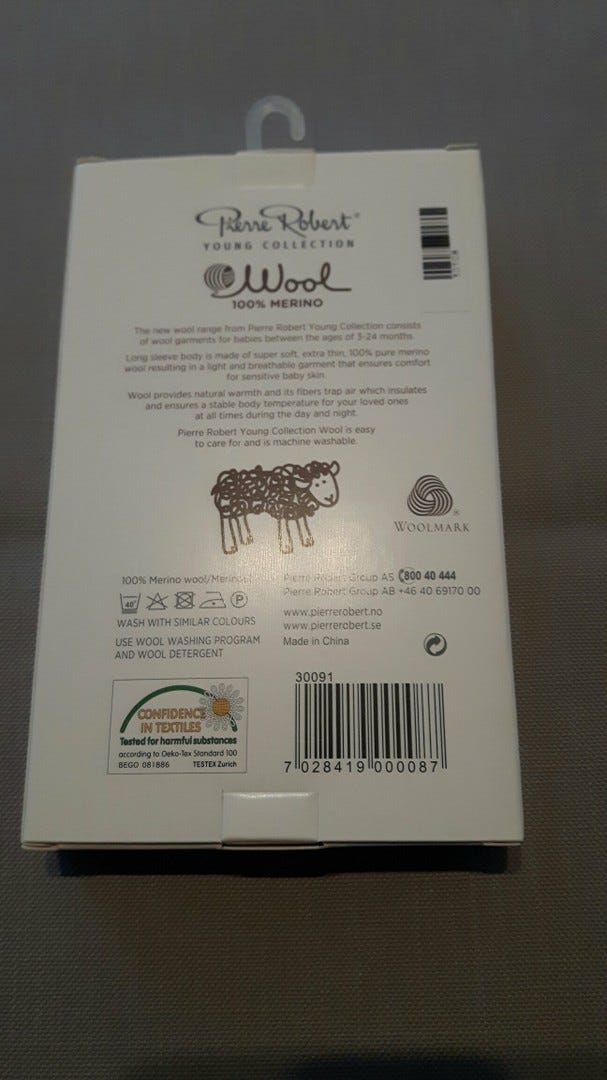 Pierre Robert®
YOUNG COLLECTION
Wool
100% MERINO
The new wool range from Pierre Robert Young Collection consists
of wool garments for babies between the ages of 3-24 months.
Long sleeve body is made of super soft, extra thin, 100% pure merino
wool resulting in a light and breathable garment that ensures comfort
for sensitive baby skin.
Wool provides natural warmth and its fibers trap air which insulates
and ensures a stable body temperature for your loved ones
at all times during the day and night.
Pierre Robert Young Collection Wool is easy
to care for and is machine washable.
®
WOOLMARK
100% Merino wool/Merinoull
40°
P
WASH WITH SIMILAR COLOURS
USE WOOL WASHING PROGRAM
AND WOOL DETERGENT
Pierre Robert Group AS 800 40 444
Pierre Robert Group AB +46 40 69170 00
www.pierrerobert.no
www.pierrerobert.se
Made in China
CONFIDENCE
IN TEXTILES
Tested for harmful substances
according to Oeko-Tex Standard 100
BEGO 081886 TESTEX Zurich
30091
7 028419 000087